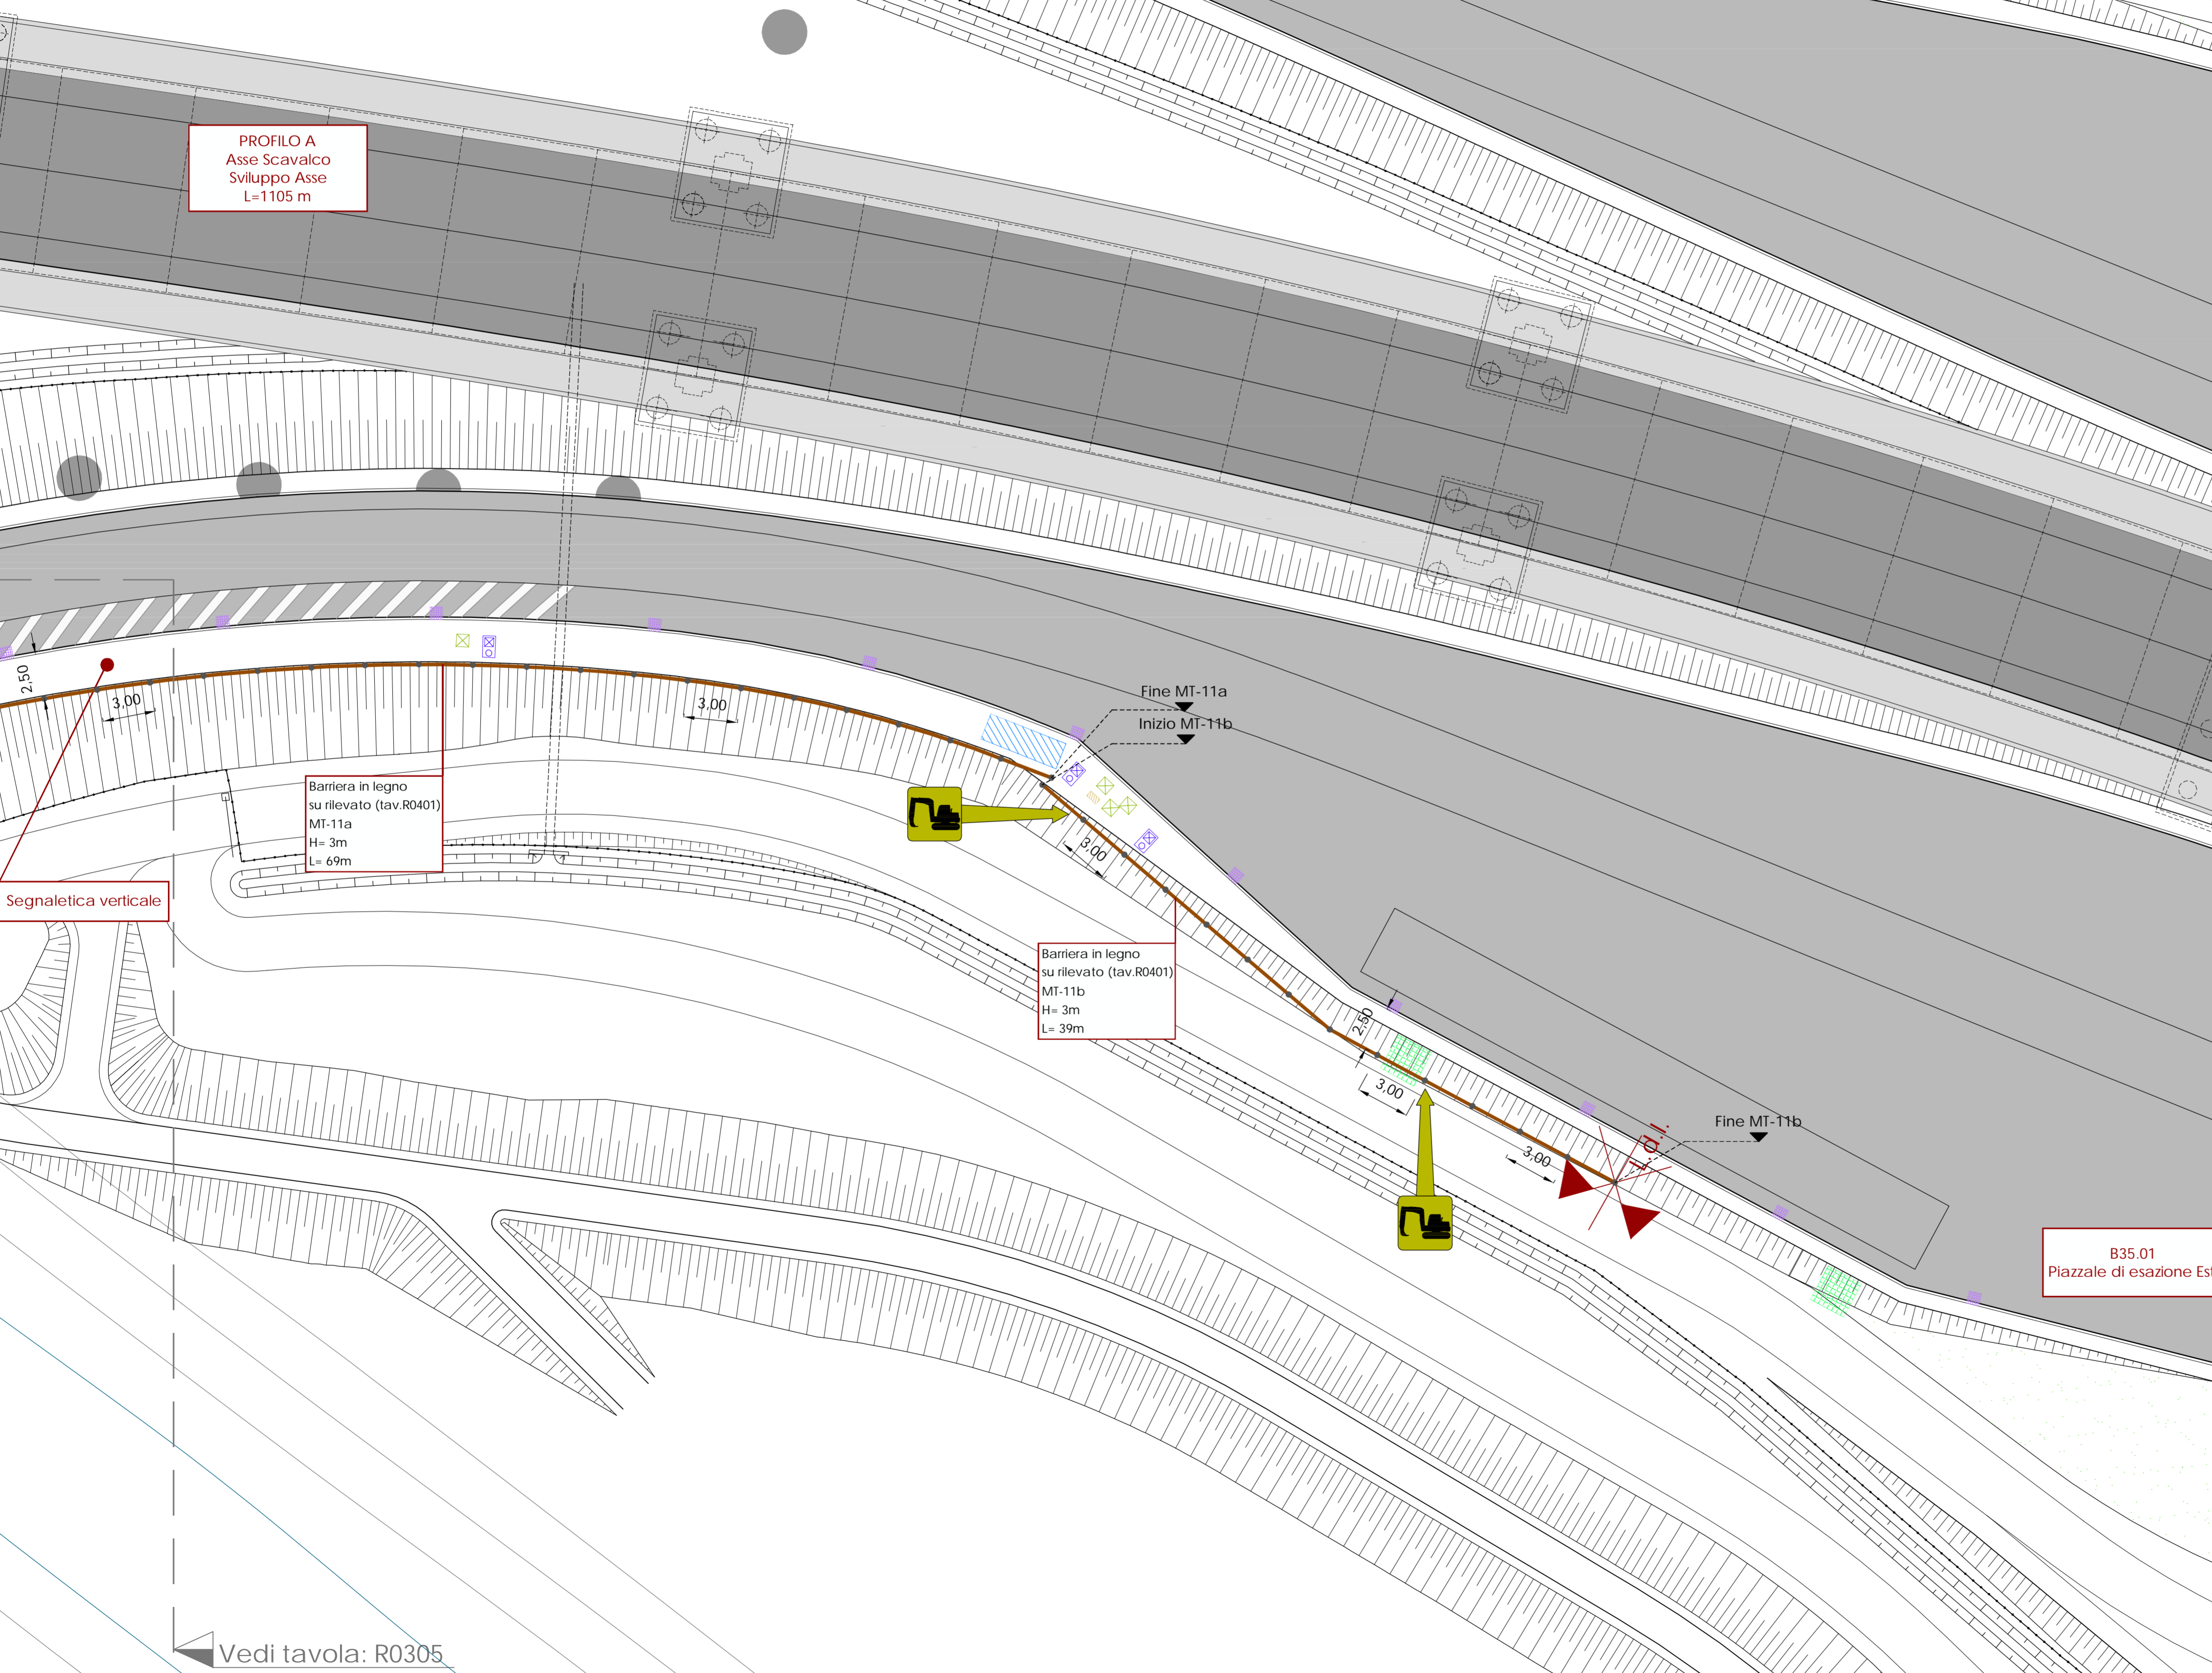 PROFILO A
Asse Scavalco
Sviluppo Asse
L=1105 m
2,50
3,00
3,00
Fine MT-11a
Inizio MT-11b
Barriera in legno
su rilevato (tav.R0401)
MT-11a
H= 3m
L= 69m
3,00
Segnaletica verticale
Barriera in legno
su rilevato (tav.R0401)
MT-11b
H= 3m
L= 39m
2,50
3,00
Fine MT-11b
i.d.l.
3,00
B35.01
Piazzale di esazione Est
Vedi tavola: R0305